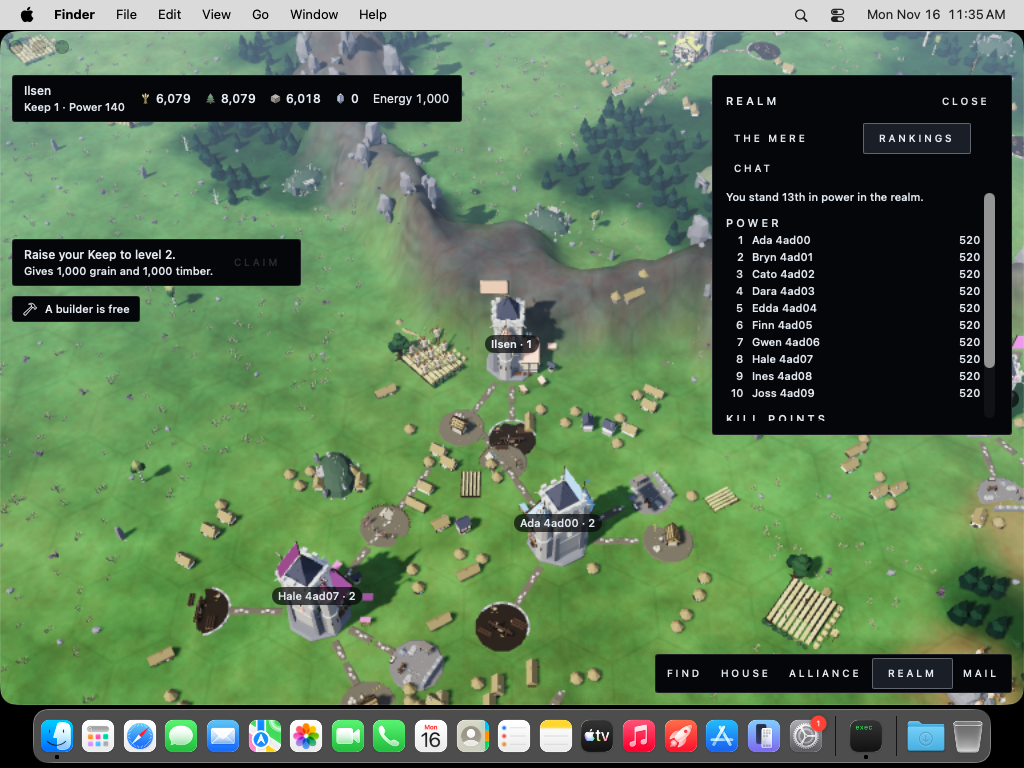 Finder File Edit View Go Window Help Mon Nov 16 11:35 AM
Ilsen
Keep 1 · Power 140
6,079 8,079 6,018 0 Energy 1,000
REALM CLOSE
THE MERE RANKINGS
CHAT
You stand 13th in power in the realm.
POWER
1 Ada 4ad00 520
2 Bryn 4ad01 520
3 Cato 4ad02 520
4 Dara 4ad03 520
5 Edda 4ad04 520
6 Finn 4ad05 520
7 Gwen 4ad06 520
8 Hale 4ad07 520
9 Ines 4ad08 520
10 Joss 4ad09 520
KILL POINTS
Raise your Keep to level 2.
Gives 1,000 grain and 1,000 timber.
CLAIM
A builder is free
Ilsen · 1
Ada 4ad00 · 2
Hale 4ad07 · 2
FIND HOUSE ALLIANCE REALM MAIL
Mon
16
tv
1
exec